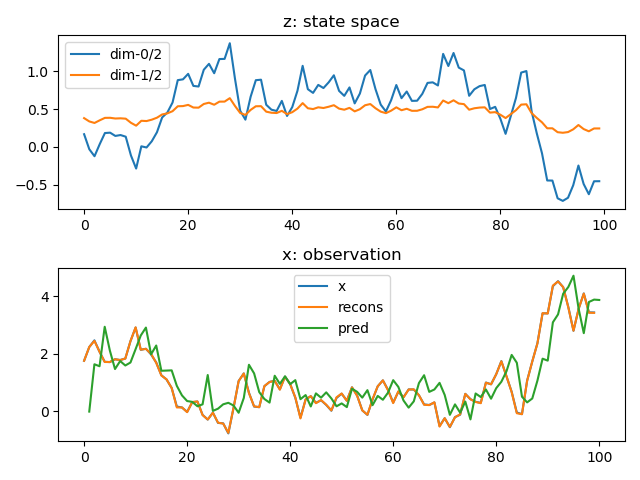 z: state space
dim-0/2
dim-1/2
1.0
0.5
0.0
−0.5
0 20 40 60 80 100
x: observation
x
recons
pred
4
2
0
0 20 40 60 80 100